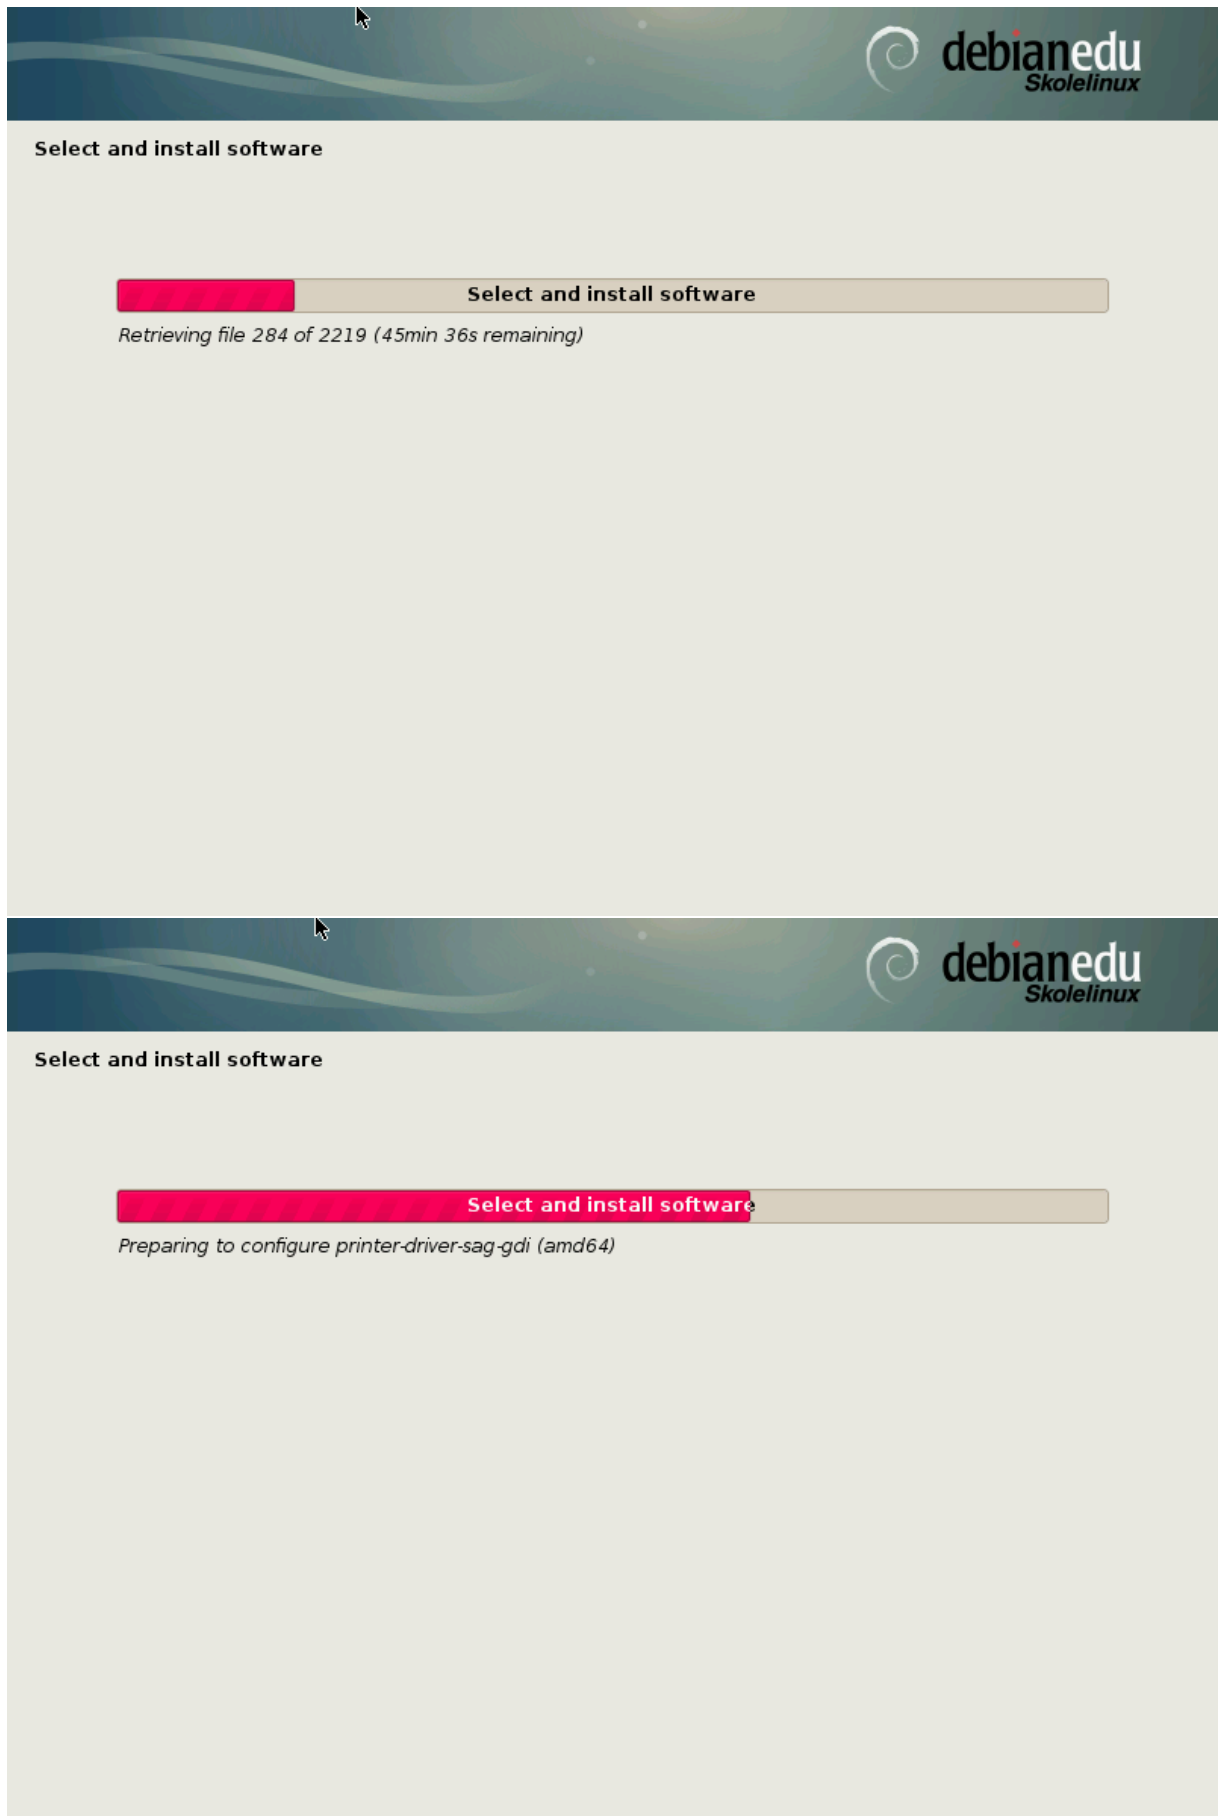 debianedu
Skolelinux
Select and install software
Select and install software
Retrieving file 284 of 2219 (45min 36s remaining)
debianedu
Skolelinux
Select and install software
Select and install software
Preparing to configure printer-driver-sag-gdi (amd64)